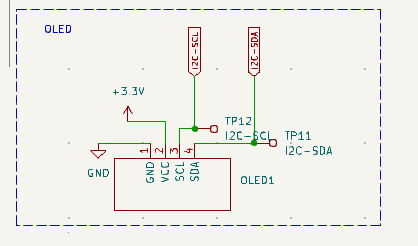 OLED
I2C-SCL
I2C-SDA
+3.3V
TP12
I2C-SCL
TP11
I2C-SDA
1
2
3
4
GND
GND
VCC
SCL
SDA
OLED1